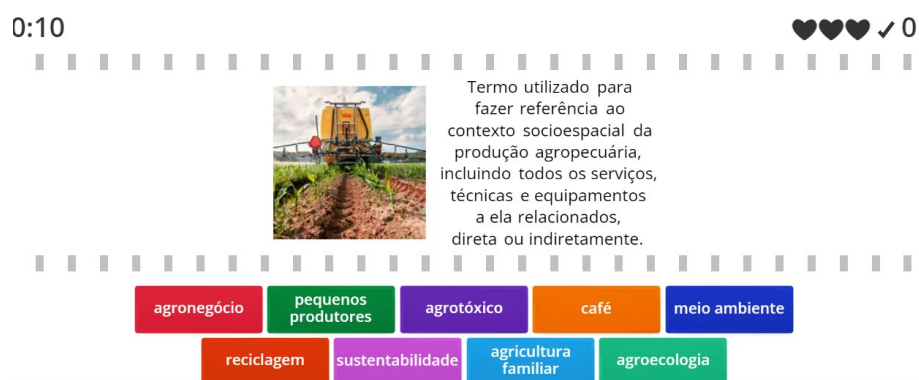 0:10
✓ 0
Termo utilizado para
fazer referência ao
contexto socioespacial da
produção agropecuária,
incluindo todos os serviços,
técnicas e equipamentos
a ela relacionados,
direta ou indiretamente.
agronegócio
pequenos
produtores
agrotóxico
café
meio ambiente
reciclagem
sustentabilidade
agricultura
familiar
agroecologia